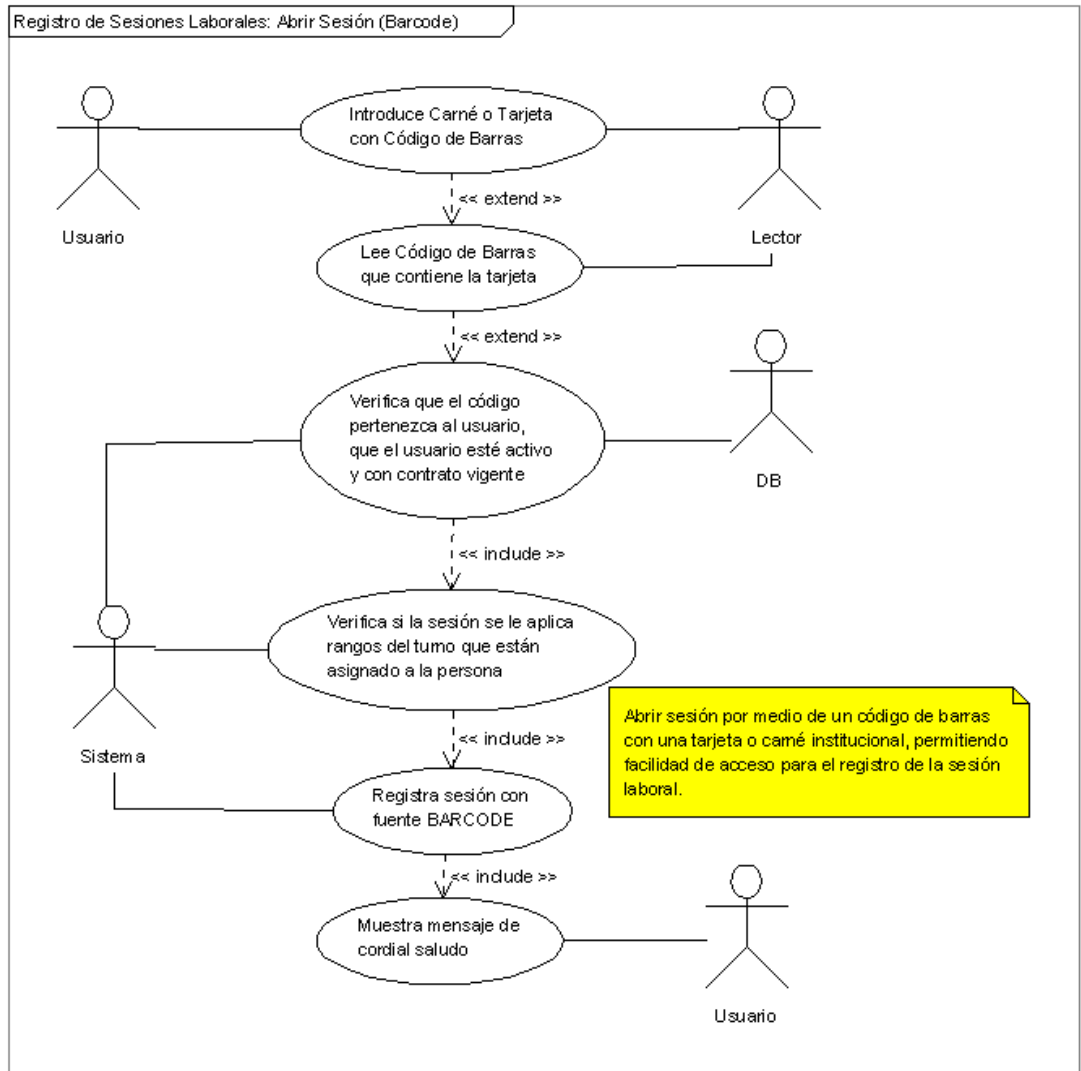 Registro de Sesiones Laborales: Abrir Sesión (Barcode)
Introduce Carné o Tarjeta
con Código de Barras
<< extend >>
Usuario
Lector
Lee Código de Barras
que contiene la tarjeta
<< extend >>
Verifica que el código
pertenezca al usuario,
que el usuario esté activo
y con contrato vigente
DB
<< include >>
Verifica si la sesión se le aplica
rangos del turno que están
asignado a la persona
Sistema
<< include >>
Abrir sesión por medio de un código de barras
con una tarjeta o carné institucional, permitiendo
facilidad de acceso para el registro de la sesión
laboral.
Registra sesión con
fuente BARCODE
<< include >>
Muestra mensaje de
cordial saludo
Usuario